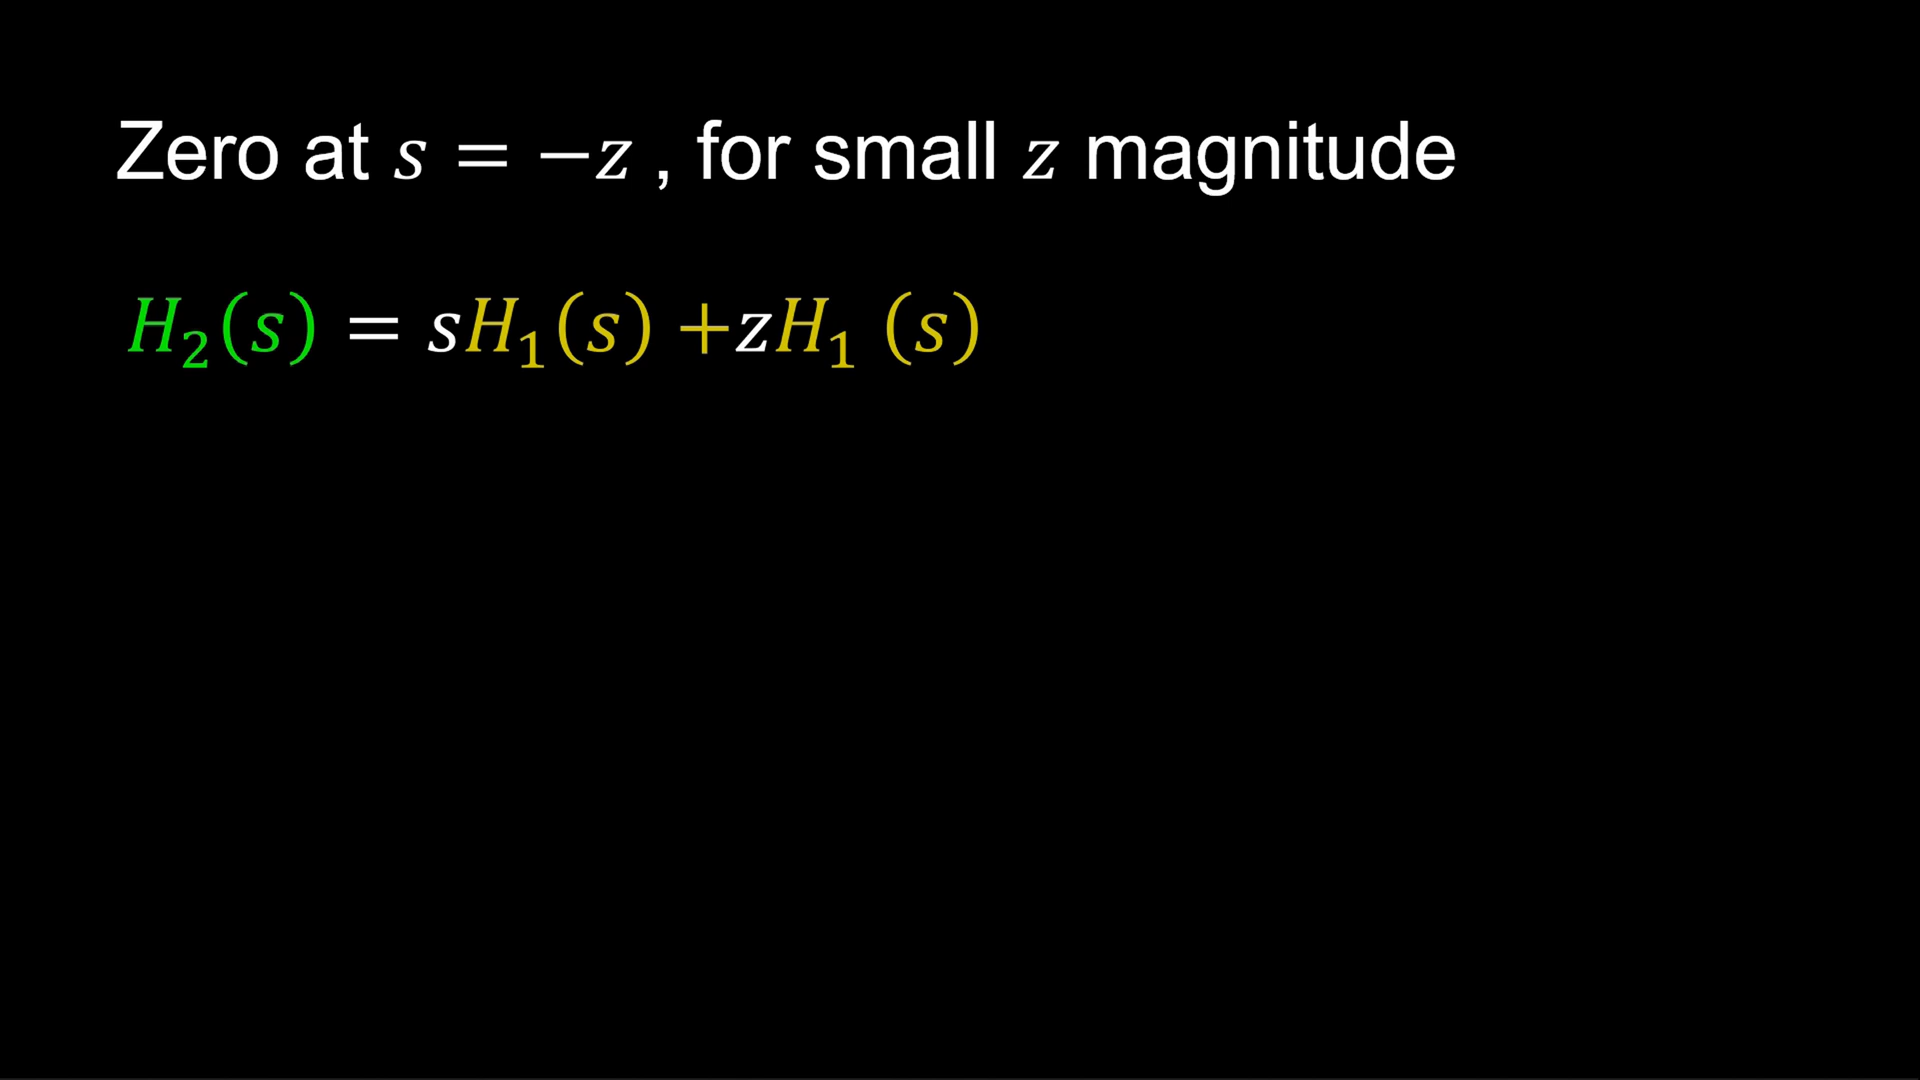 Zero at s = −z , for small z magnitude
H₂(s) = sH₁(s) +zH₁ (s)